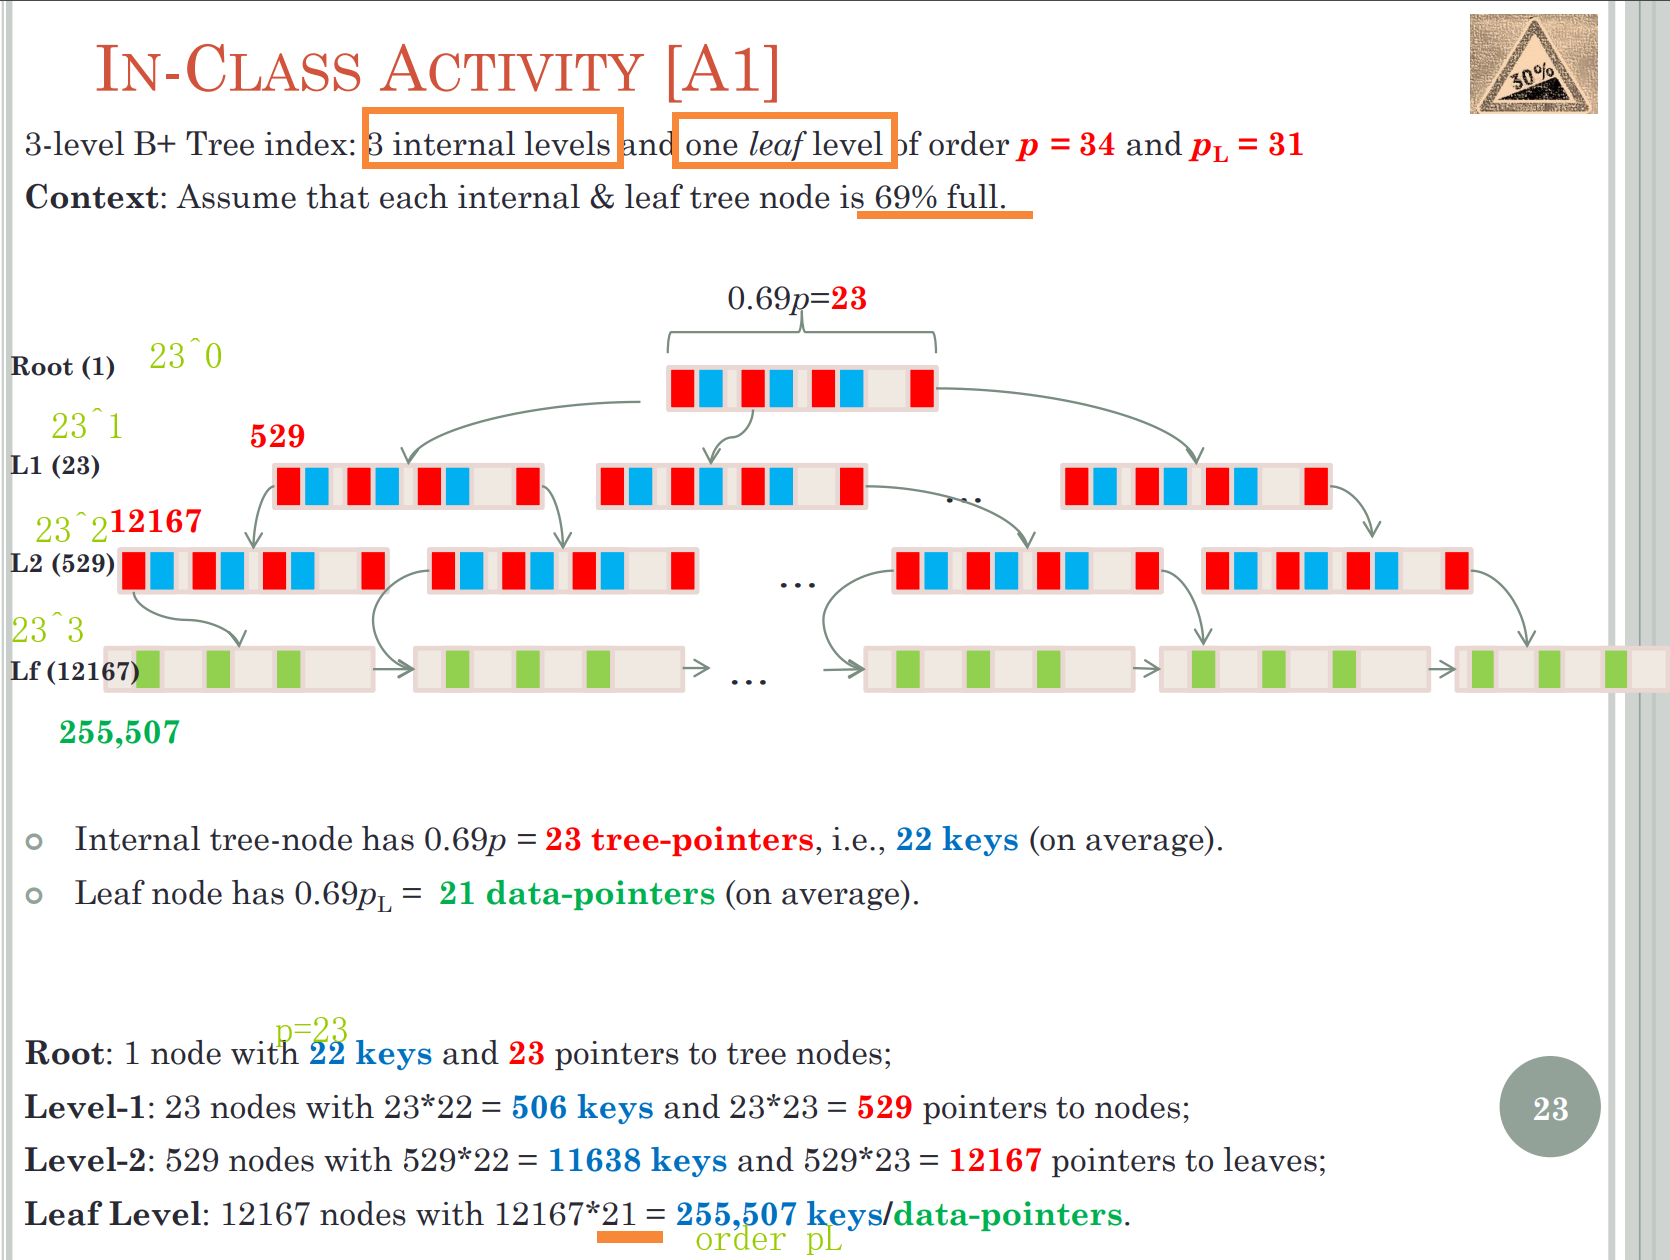 IN-CLASS ACTIVITY [A1]
30%
3-level B+ Tree index: 3 internal levels and one leaf level of order p = 34 and pL = 31
Context: Assume that each internal & leaf tree node is 69% full.
0.69p=23
Root (1) 23^0
23^1
529
L1 (23)
...
23^2 12167
L2 (529)
...
23^3
Lf (12167)
...
255,507
Internal tree-node has 0.69p = 23 tree-pointers, i.e., 22 keys (on average).
Leaf node has 0.69pL = 21 data-pointers (on average).
p=23
Root: 1 node with 22 keys and 23 pointers to tree nodes;
Level-1: 23 nodes with 23*22 = 506 keys and 23*23 = 529 pointers to nodes;
23
Level-2: 529 nodes with 529*22 = 11638 keys and 529*23 = 12167 pointers to leaves;
Leaf Level: 12167 nodes with 12167*21 = 255,507 keys/data-pointers.
order pL